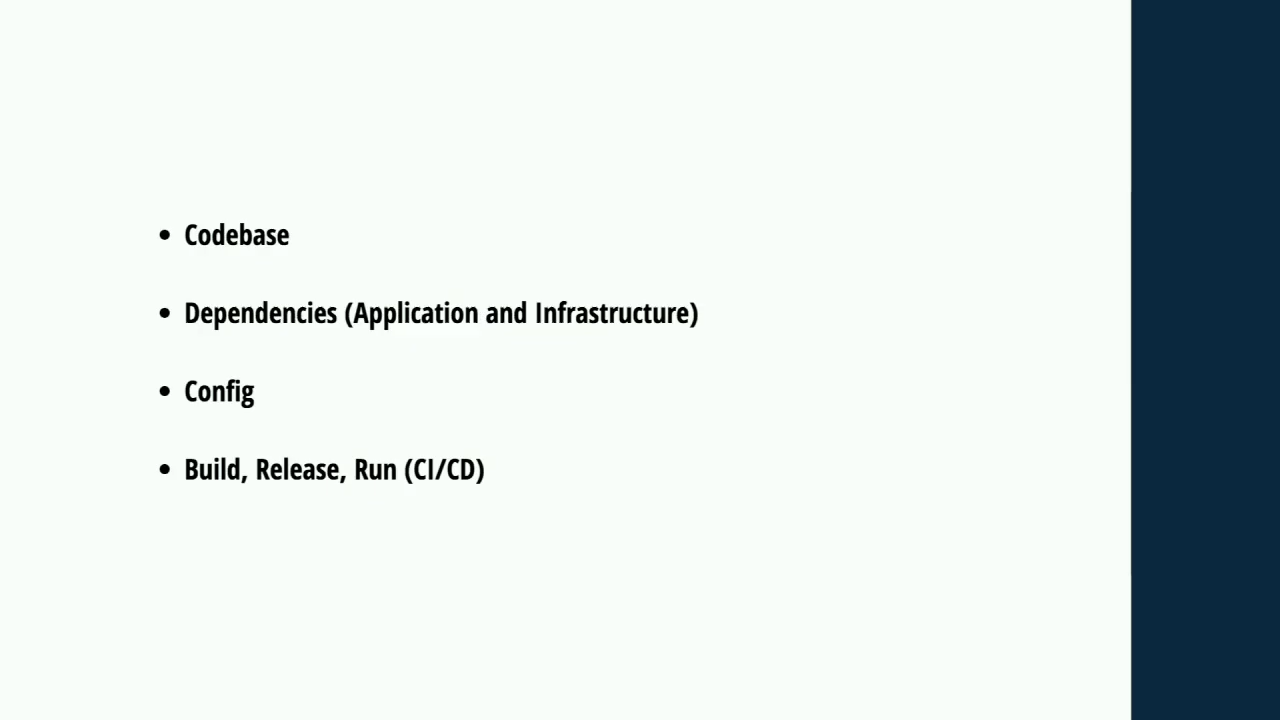 • Codebase
• Dependencies (Application and Infrastructure)
• Config
• Build, Release, Run (CI/CD)